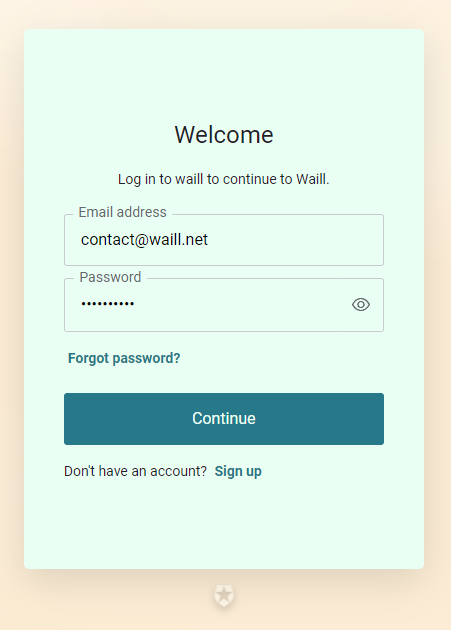 Welcome
Log in to waill to continue to Waill.
Email address
contact@waill.net
Password
••••••••••
Forgot password?
Continue
Don't have an account? Sign up